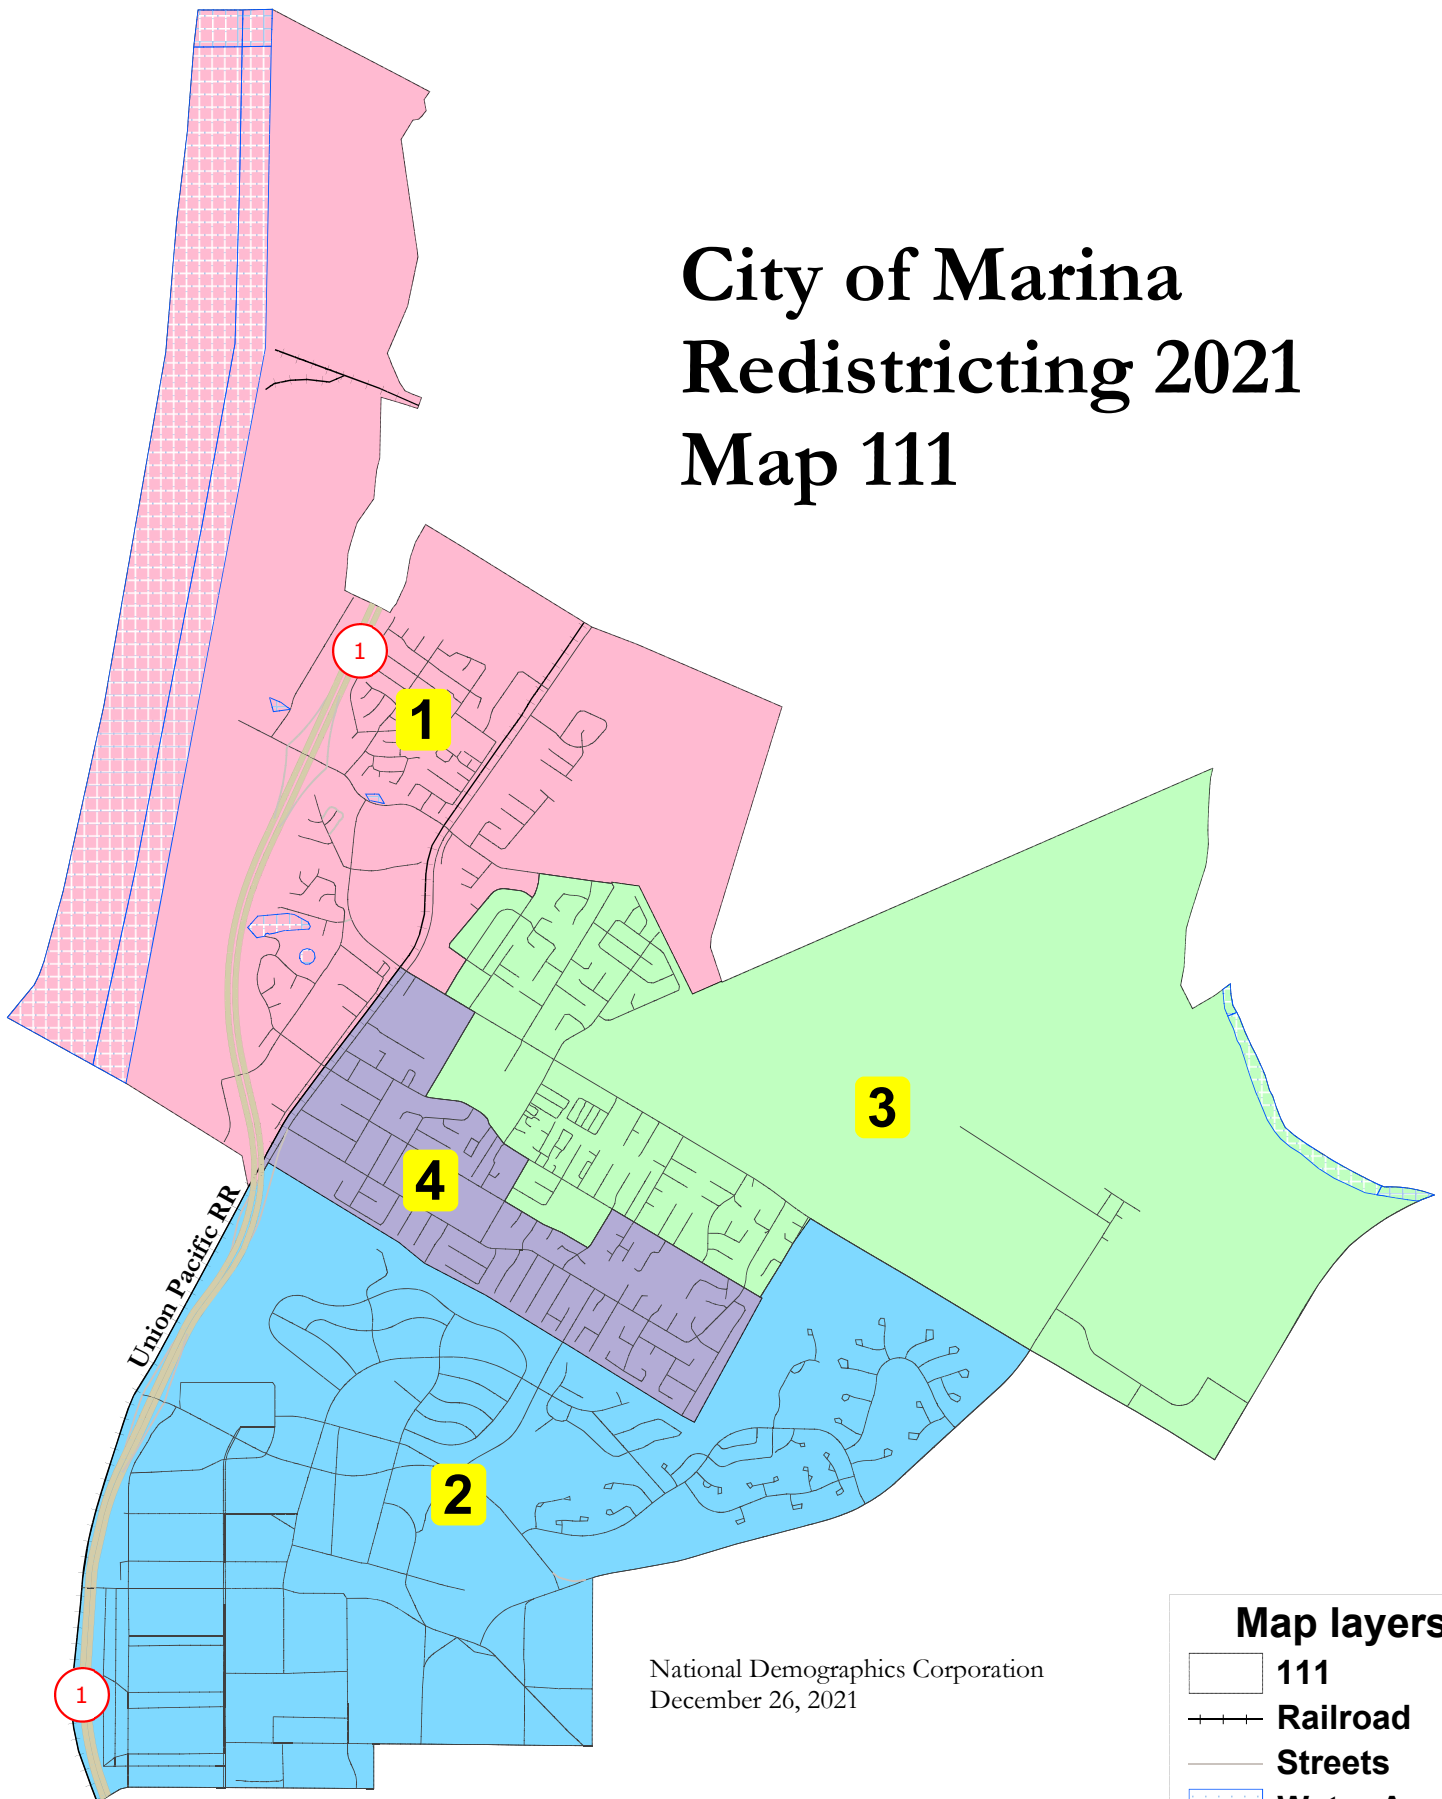 City of Marina
Redistricting 2021
Map 111
1
1
3
4
Union Pacific RR
2
1
National Demographics Corporation
December 26, 2021
Map layers
111
Railroad
Streets